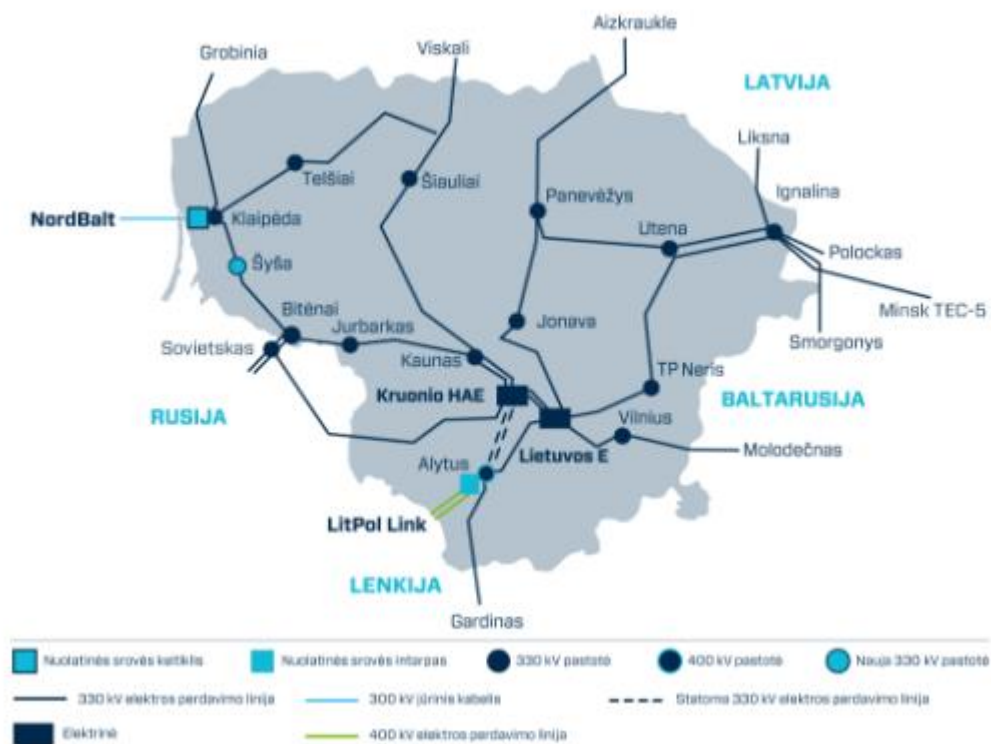 Aizkraukle
Viskali
Grobinia
LATVIJA
Liksna
Telšiai
Šiauliai
Ignalina
Panevėžys
NordBalt
Klaipėda
Utena
Polockas
Šyša
Minsk TEC-5
Bitėnai
Jurbarkas
Jonava
Smorgonys
Sovietskas
Kaunas
TP Neris
Kruonio HAE
BALTARUSIJA
RUSIJA
Vilnius
Molodečnas
Alytus
Lietuvos E
LitPol Link
LENKIJA
Gardinas
Nuolatinės srovės keitiklis
Nuolatinės srovės intarpas
330 kV pastotė
400 kV pastotė
Nauja 330 kV pastotė
330 kV elektros perdavimo linija
300 kV jūrinis kabelis
Statoma 330 kV elektros perdavimo linija
Elektrinė
400 kV elektros perdavimo linija